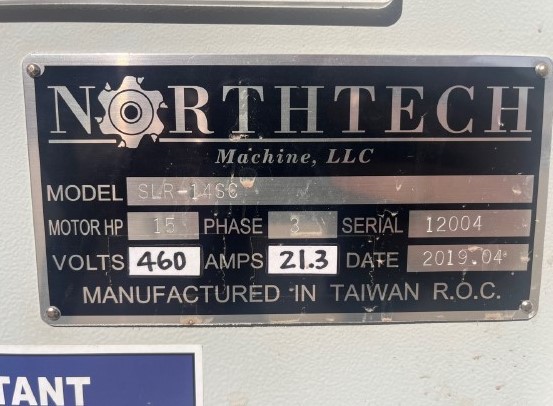 NORTHTECH
Machine, LLC
MODEL SLR-14SC
MOTOR HP 15 PHASE 3 SERIAL 12004
VOLTS 460 AMPS 21.3 DATE 2019.04
MANUFACTURED IN TAIWAN R.O.C.
TANT